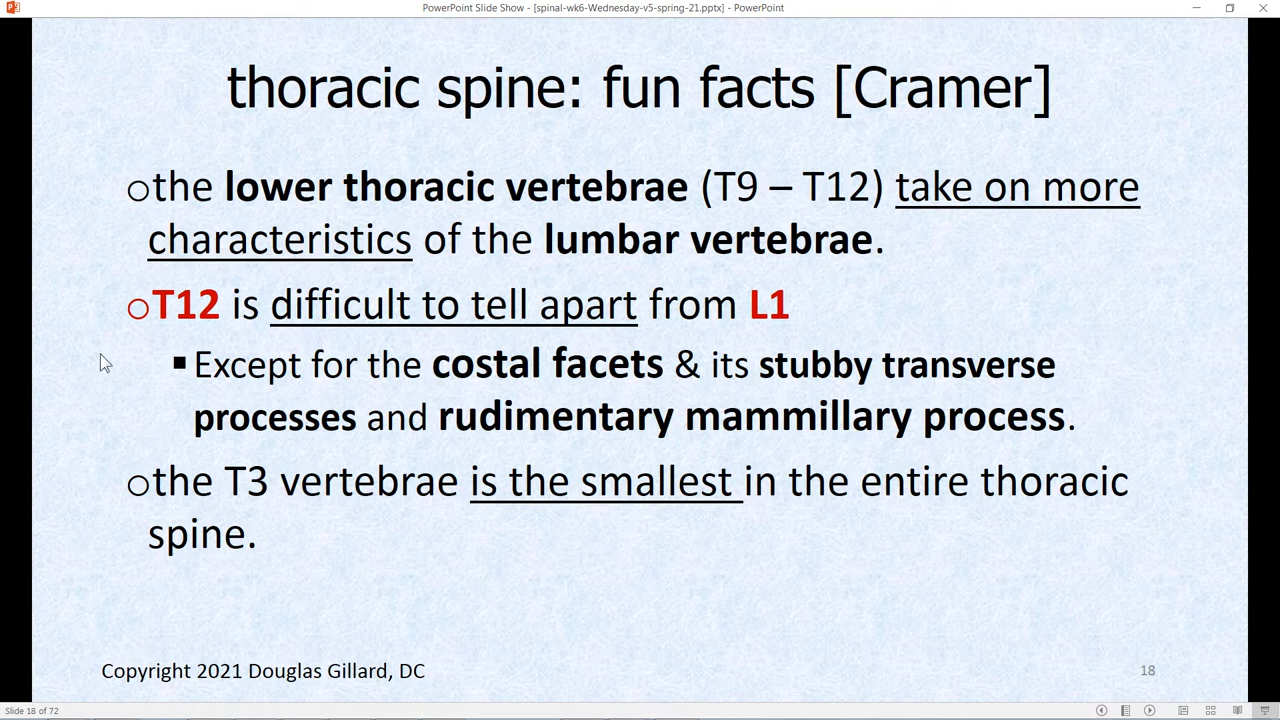 PowerPoint Slide Show - [spinal-wk6-Wednesday-v5-spring-21.pptx] - PowerPoint
thoracic spine: fun facts [Cramer]
○the lower thoracic vertebrae (T9 – T12) take on more
characteristics of the lumbar vertebrae.
○T12 is difficult to tell apart from L1
▪Except for the costal facets & its stubby transverse
processes and rudimentary mammillary process.
○the T3 vertebrae is the smallest in the entire thoracic
spine.
Copyright 2021 Douglas Gillard, DC
18
Slide 18 of 72